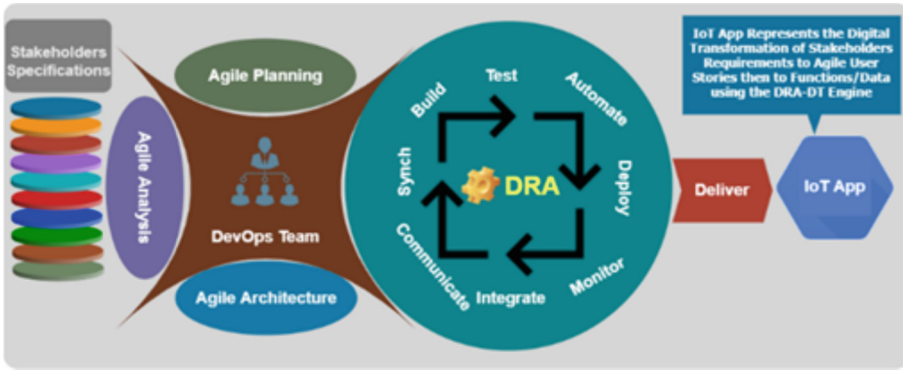 Stakeholders
Specifications
Agile Analysis
Agile Planning
DevOps Team
Agile Architecture
Build
Test
Automate
Deploy
Monitor
Integrate
Communicate
Synch
DRA
Deliver
IoT App Represents the Digital
Transformation of Stakeholders
Requirements to Agile User
Stories then to Functions/Data
using the DRA-DT Engine
IoT App